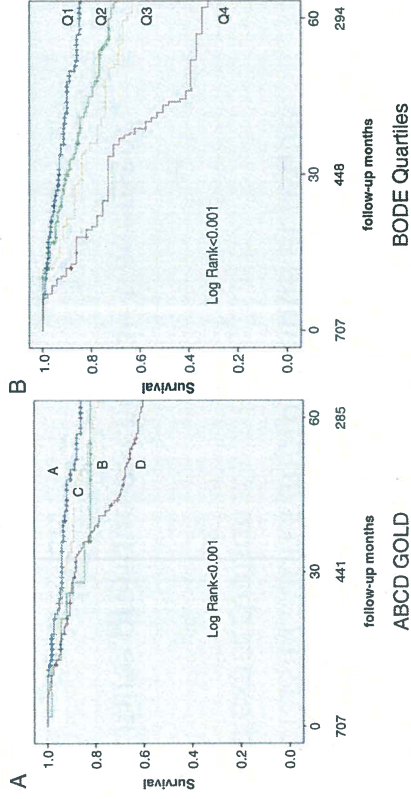 A
1.0
0.8
0.6
0.4
0.2
0.0
Survival
A
C
B
D
Log Rank<0.001
0 30 60
707 441 285
follow-up months
ABCD GOLD
B
1.0
0.8
0.6
0.4
0.2
0.0
Survival
Q1
Q2
Q3
Q4
Log Rank<0.001
0 30 60
707 448 294
follow-up months
BODE Quartiles